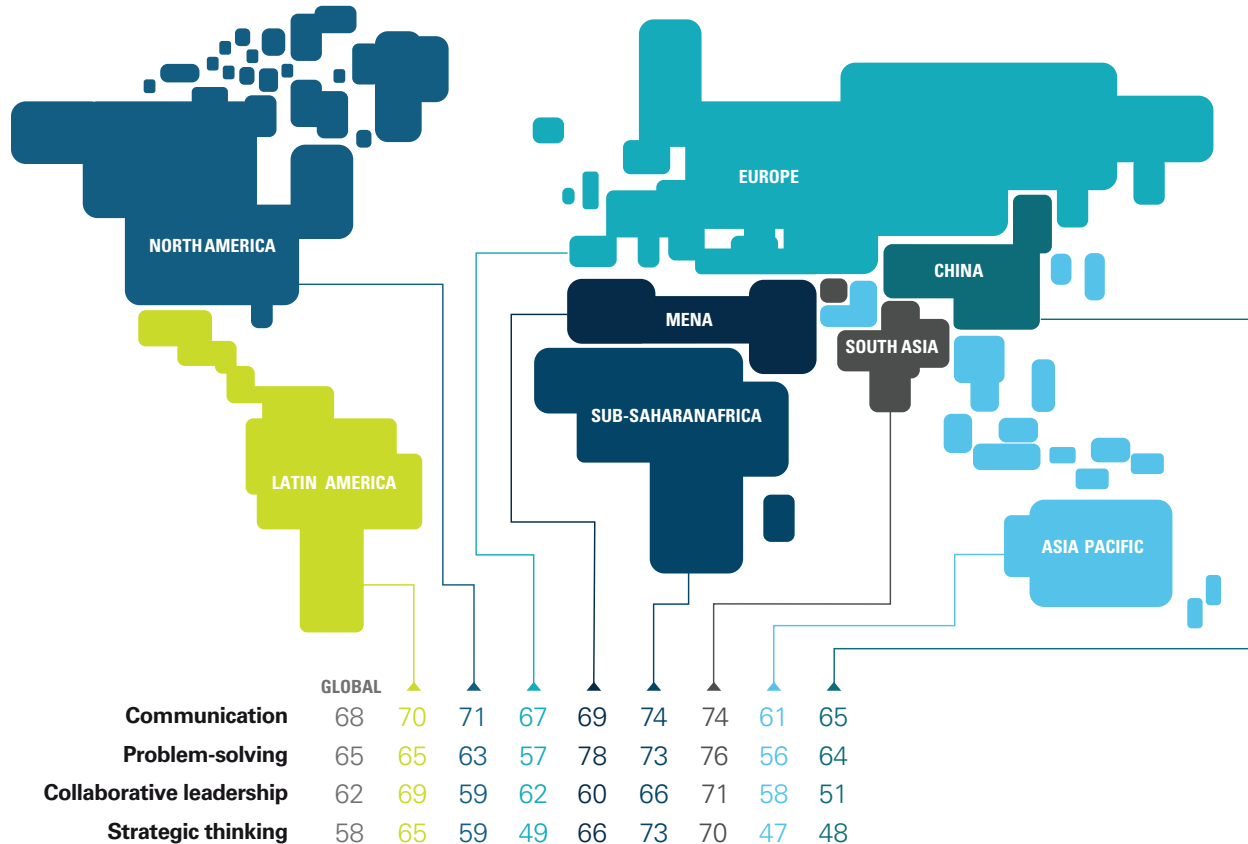 EUROPE
NORTH AMERICA
CHINA
MENA
SOUTH ASIA
SUB-SAHARANAFRICA
LATIN AMERICA
ASIA PACIFIC
GLOBAL
Communication 68 70 71 67 69 74 74 61 65
Problem-solving 65 65 63 57 78 73 76 56 64
Collaborative leadership 62 69 59 62 60 66 71 58 51
Strategic thinking 58 65 59 49 66 73 70 47 48